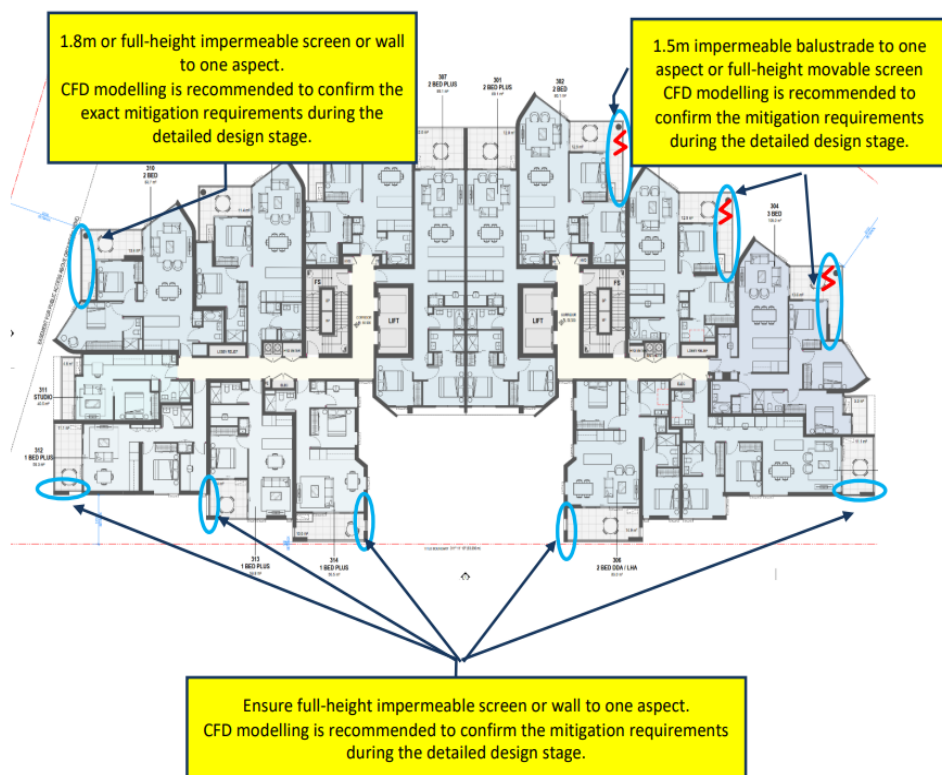 1.8m or full-height impermeable screen or wall
to one aspect.
CFD modelling is recommended to confirm the
exact mitigation requirements during the
detailed design stage.
1.5m impermeable balustrade to one
aspect or full-height movable screen
CFD modelling is recommended to
confirm the mitigation requirements
during the detailed design stage.
307
2 BED PLUS
301
2 BED PLUS
302
2 BED
310
2 BED
304
3 BED
FS
FS
LIFT
LIFT
311
STUDIO
312
1 BED PLUS
313
1 BED PLUS
314
1 BED PLUS
2 BED DDA / LHA
Ensure full-height impermeable screen or wall to one aspect.
CFD modelling is recommended to confirm the mitigation requirements
during the detailed design stage.